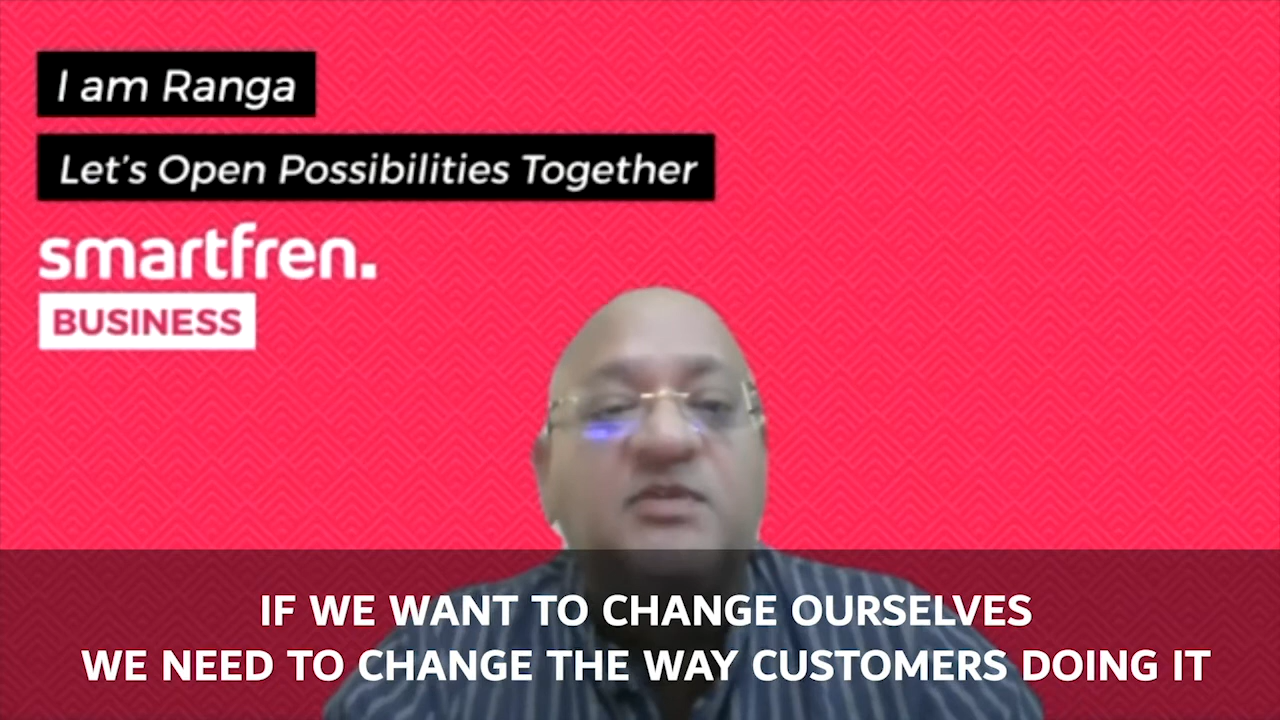 I am Ranga
Let's Open Possibilities Together
smartfren.
BUSINESS
IF WE WANT TO CHANGE OURSELVES
WE NEED TO CHANGE THE WAY CUSTOMERS DOING IT